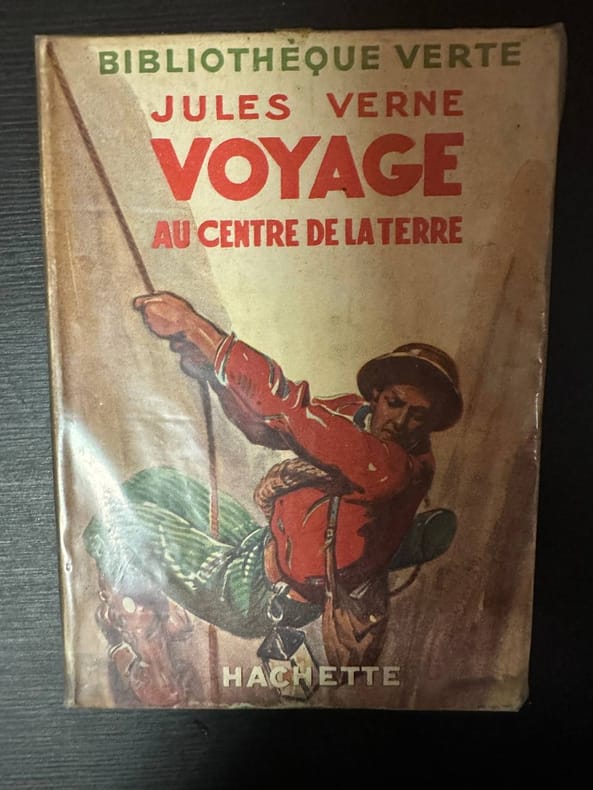 BIBLIOTHÈQUE VERTE
JULES VERNE
VOYAGE
AU CENTRE DE LA TERRE
HACHETTE